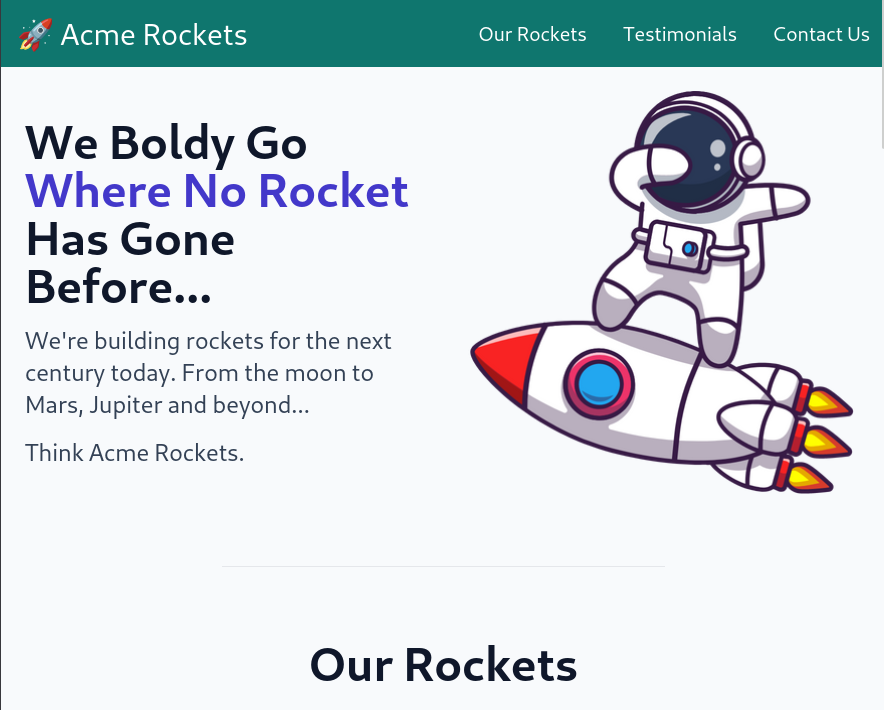 🚀 Acme Rockets
Our Rockets Testimonials Contact Us
We Boldy Go
Where No Rocket
Has Gone
Before...
We're building rockets for the next
century today. From the moon to
Mars, Jupiter and beyond...
Think Acme Rockets.
Our Rockets